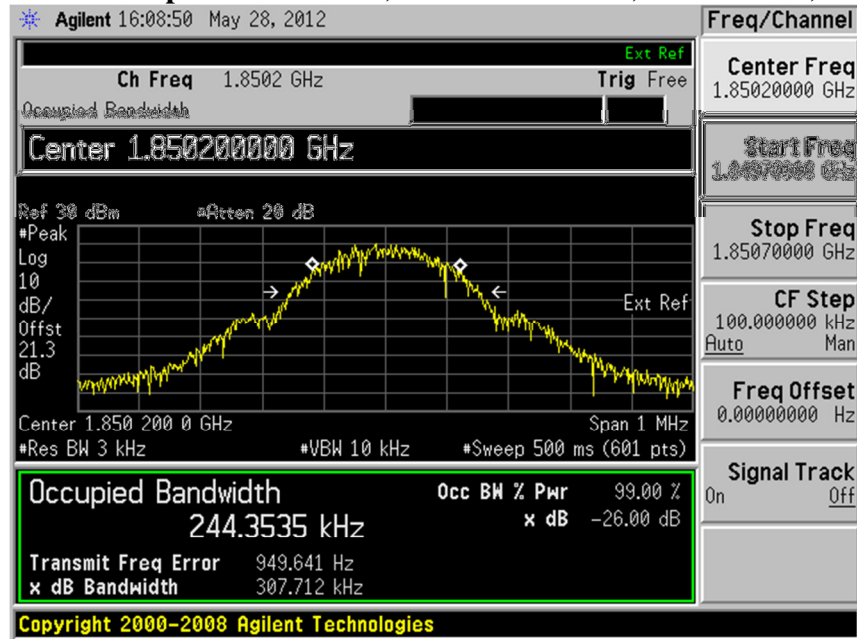 Agilent 16:08:50 May 28, 2012
Freq/Channel
Ext Ref
Ch Freq 1.8502 GHz Trig Free
Occupied Bandwidth
Center 1.850200000 GHz
Ref 30 dBm #Atten 20 dB
#Peak
Log
10
dB/
Offst
21.3
dB
Ext Ref
Center 1.850 200 0 GHz Span 1 MHz
#Res BW 3 kHz #VBW 10 kHz #Sweep 500 ms (601 pts)
Occupied Bandwidth Occ BW % Pwr 99.00 %
244.3535 kHz x dB -26.00 dB
Transmit Freq Error 949.641 Hz
x dB Bandwidth 307.712 kHz
Center Freq
1.85020000 GHz
Start Freq
GHz
Stop Freq
1.85070000 GHz
CF Step
100.000000 kHz
Auto Man
Freq Offset
0.00000000 Hz
Signal Track
On Off
Copyright 2000-2008 Agilent Technologies